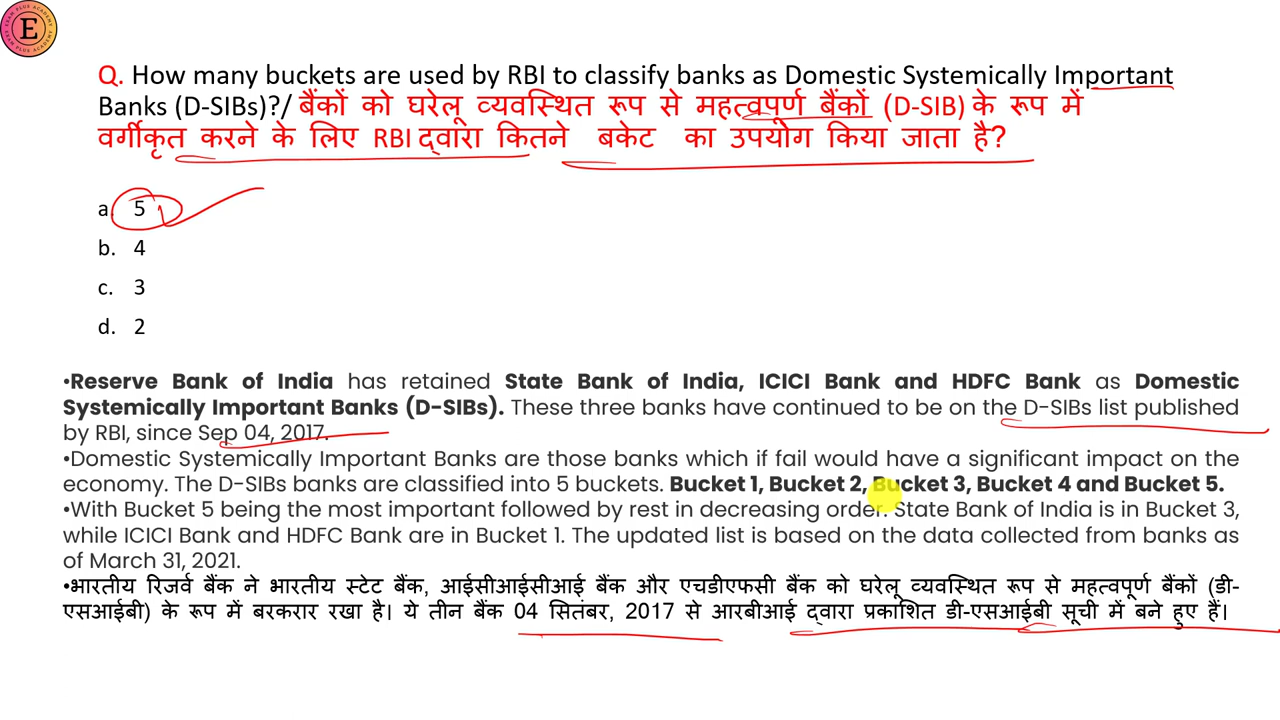 E
Q. How many buckets are used by RBI to classify banks as Domestic Systemically Important
Banks (D-SIBs)?/ बैंकों को घरेलू व्यवस्थित रूप से महत्वपूर्ण बैंकों (D-SIB) के रूप में
वर्गीकृत करने के लिए RBI द्वारा कितने बकेट का उपयोग किया जाता है?
a. 5
b. 4
c. 3
d. 2
•Reserve Bank of India has retained State Bank of India, ICICI Bank and HDFC Bank as Domestic
Systemically Important Banks (D-SIBs). These three banks have continued to be on the D-SIBs list published
by RBI, since Sep 04, 2017.
•Domestic Systemically Important Banks are those banks which if fail would have a significant impact on the
economy. The D-SIBs banks are classified into 5 buckets. Bucket 1, Bucket 2, Bucket 3, Bucket 4 and Bucket 5.
•With Bucket 5 being the most important followed by rest in decreasing order. State Bank of India is in Bucket 3,
while ICICI Bank and HDFC Bank are in Bucket 1. The updated list is based on the data collected from banks as
of March 31, 2021.
•भारतीय रिजर्व बैंक ने भारतीय स्टेट बैंक, आईसीआईसीआई बैंक और एचडीएफसी बैंक को घरेलू व्यवस्थित रूप से महत्वपूर्ण बैंकों (डी-
एसआईबी) के रूप में बरकरार रखा है। ये तीन बैंक 04 सितंबर, 2017 से आरबीआई द्वारा प्रकाशित डी-एसआईबी सूची में बने हुए हैं।